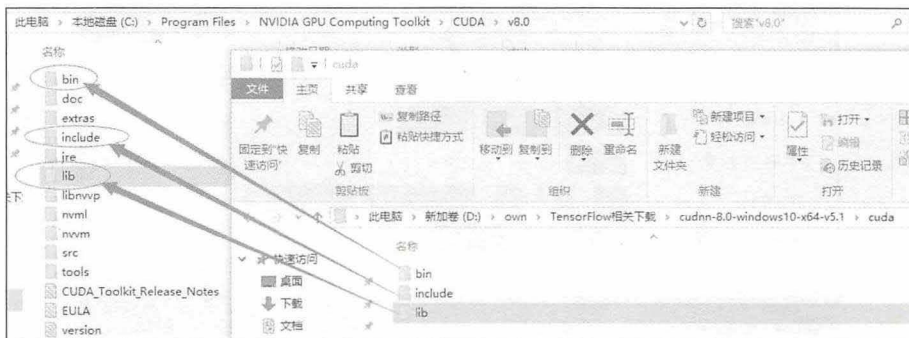 此电脑 › 本地磁盘 (C:) › Program Files › NVIDIA GPU Computing Toolkit › CUDA › v8.0
搜索"v8.0"
名称
bin
doc
extras
include
jre
lib
libnvvp
nvml
nvvm
src
tools
CUDA_Toolkit_Release_Notes
EULA
version
cuda
文件 主页 共享 查看
固定到"快速访问"
复制
粘贴
复制路径
粘贴快捷方式
剪切
剪贴板
移动到
复制到
删除
重命名
组织
新建文件夹
新建项目
轻松访问
新建
属性
打开
编辑
历史记录
打开
此电脑 › 新加卷 (D:) › own › TensorFlow相关下载 › cudnn-8.0-windows10-x64-v5.1 › cuda
名称
快速访问
桌面
下载
文档
bin
include
lib